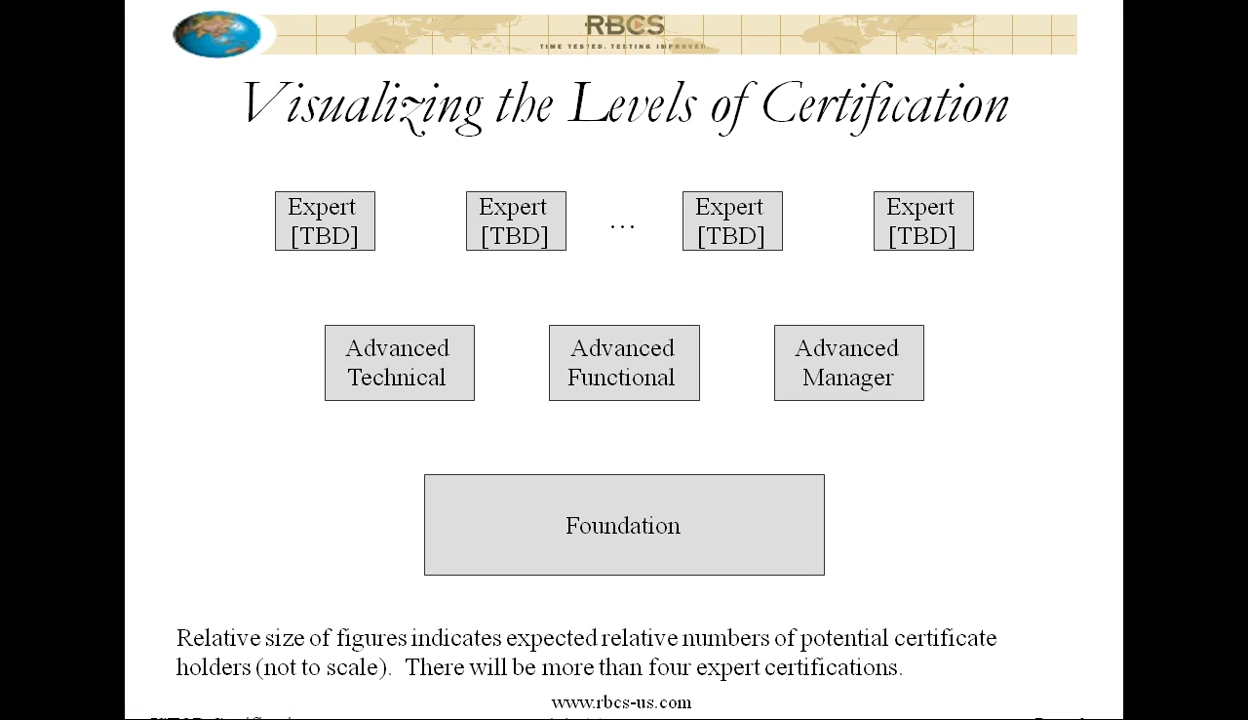 RBCS
TIME TESTED. TESTING IMPROVED.
Visualizing the Levels of Certification
Expert [TBD]
Expert [TBD]
...
Expert [TBD]
Expert [TBD]
Advanced Technical
Advanced Functional
Advanced Manager
Foundation
Relative size of figures indicates expected relative numbers of potential certificate
holders (not to scale).  There will be more than four expert certifications.
www.rbcs-us.com